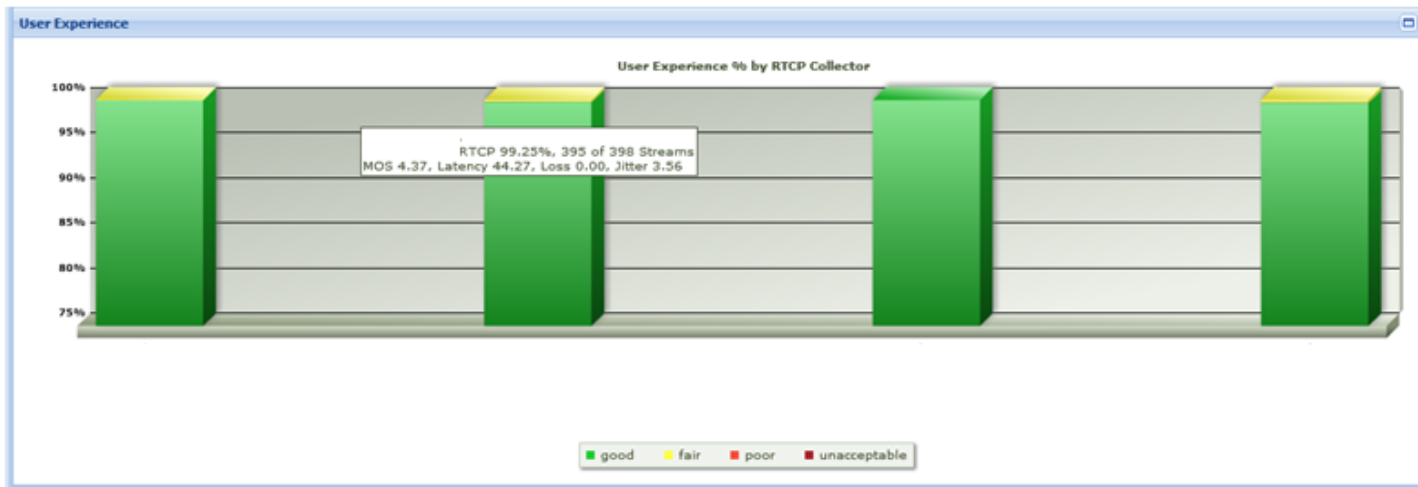 User Experience
User Experience % by RTCP Collector
100%
95%
90%
85%
80%
75%
RTCP 99.25%, 395 of 398 Streams
MOS 4.37, Latency 44.27, Loss 0.00, Jitter 3.56
good
fair
poor
unacceptable